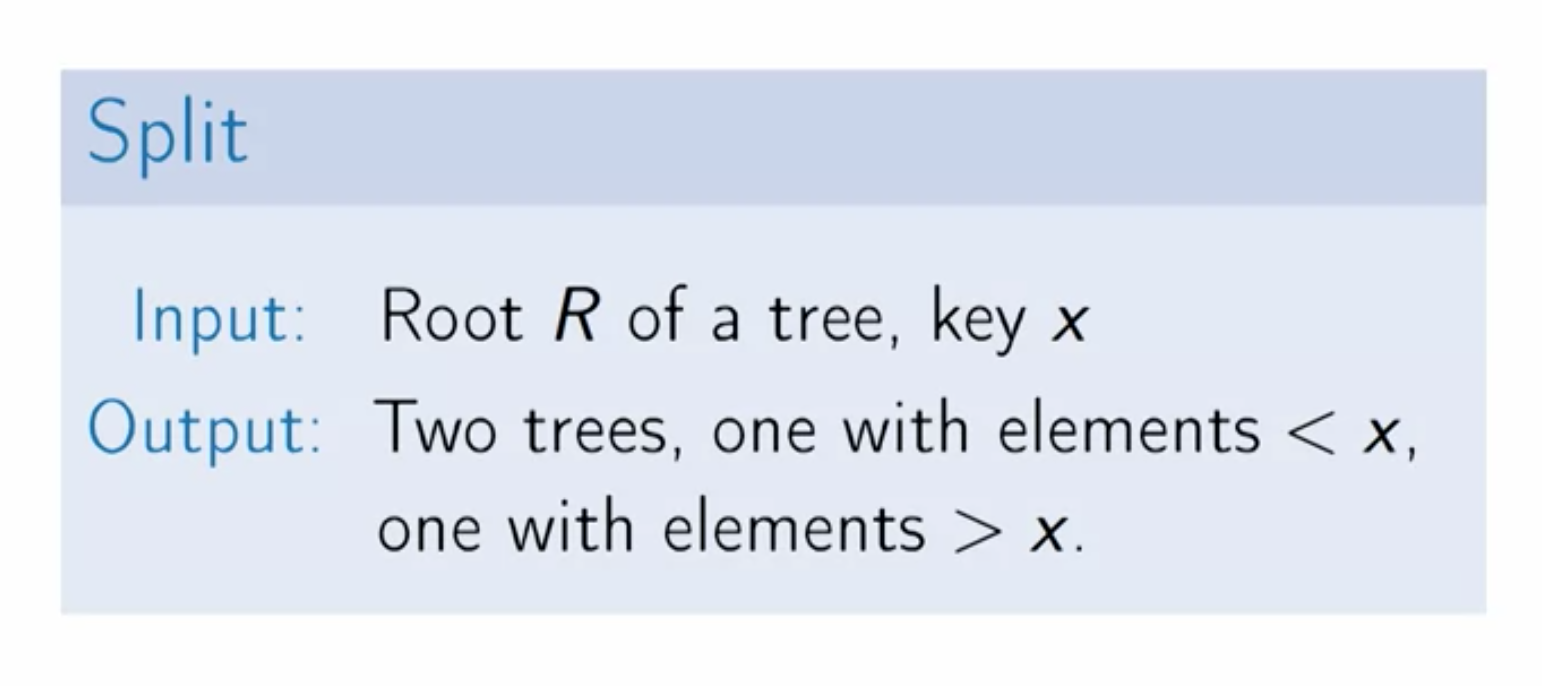 Split
Input: Root R of a tree, key x
Output: Two trees, one with elements < x,
one with elements > x.